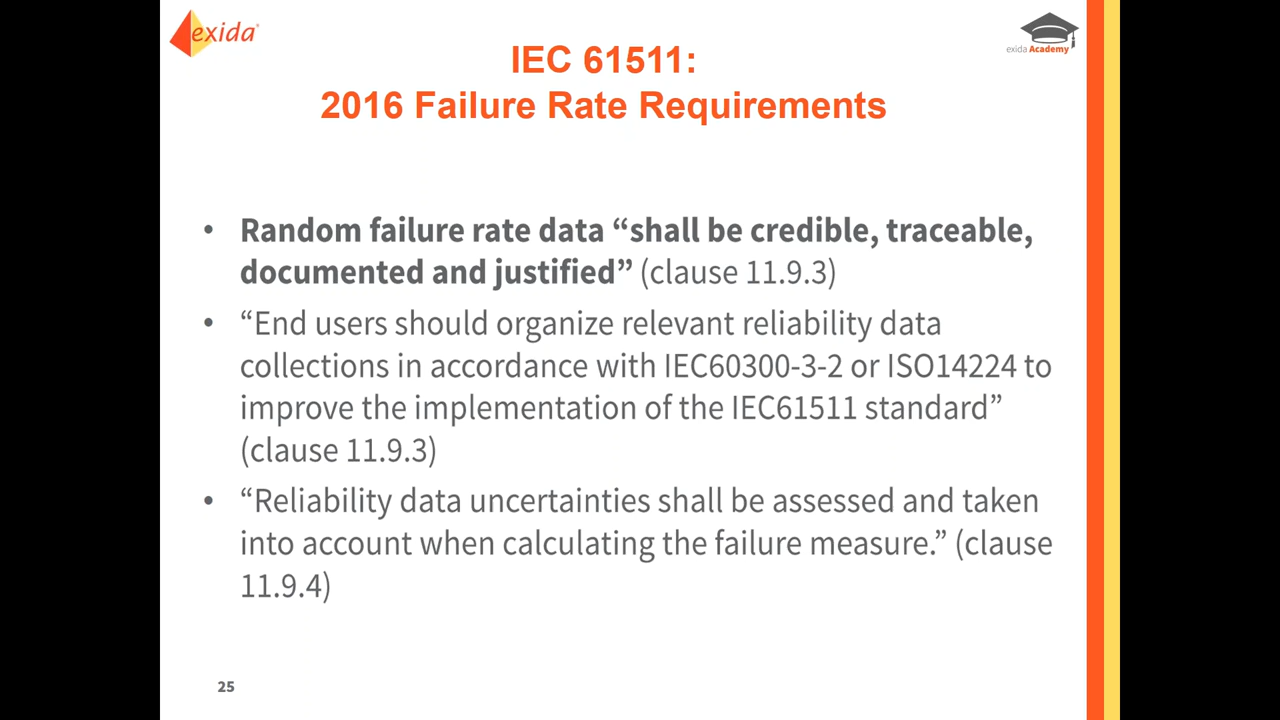 exida
exida Academy
IEC 61511:
2016 Failure Rate Requirements
• Random failure rate data “shall be credible, traceable,
documented and justified” (clause 11.9.3)
• “End users should organize relevant reliability data
collections in accordance with IEC60300-3-2 or ISO14224 to
improve the implementation of the IEC61511 standard”
(clause 11.9.3)
• “Reliability data uncertainties shall be assessed and taken
into account when calculating the failure measure.” (clause
11.9.4)
25